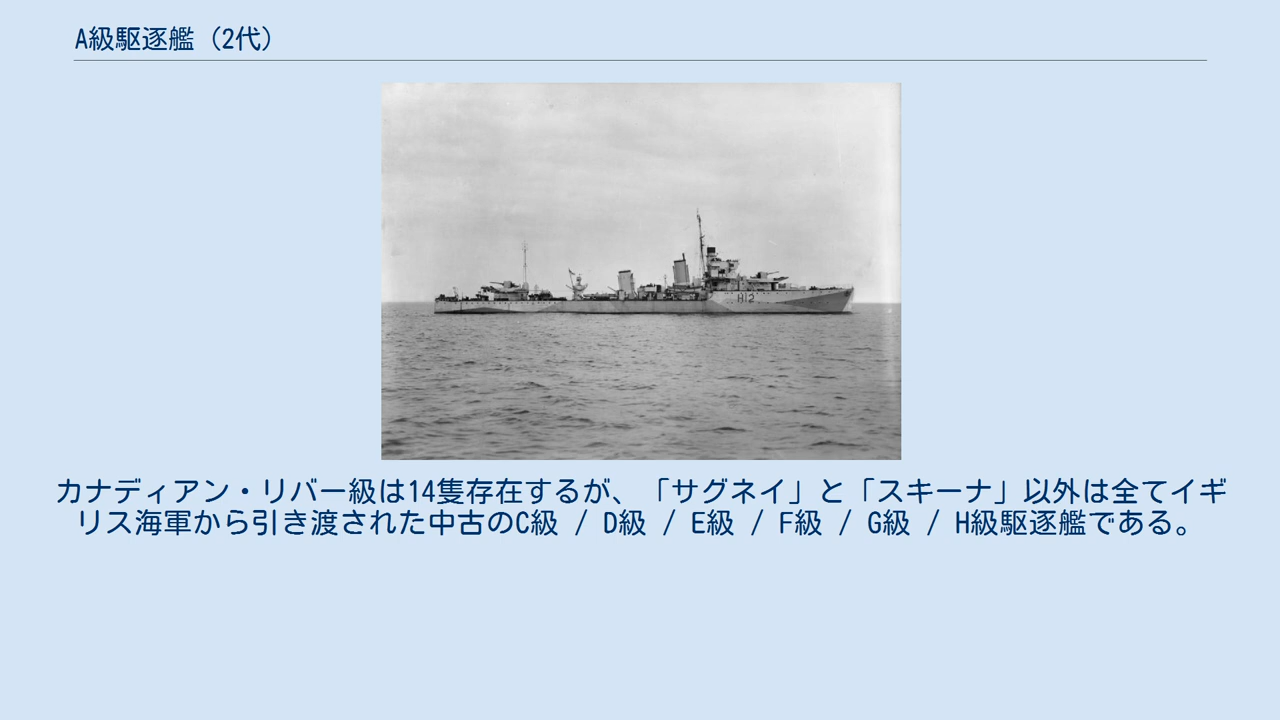 A級駆逐艦（2代）
H12
カナディアン・リバー級は14隻存在するが、「サグネイ」と「スキーナ」以外は全てイギ
リス海軍から引き渡された中古のC級 / D級 / E級 / F級 / G級 / H級駆逐艦である。